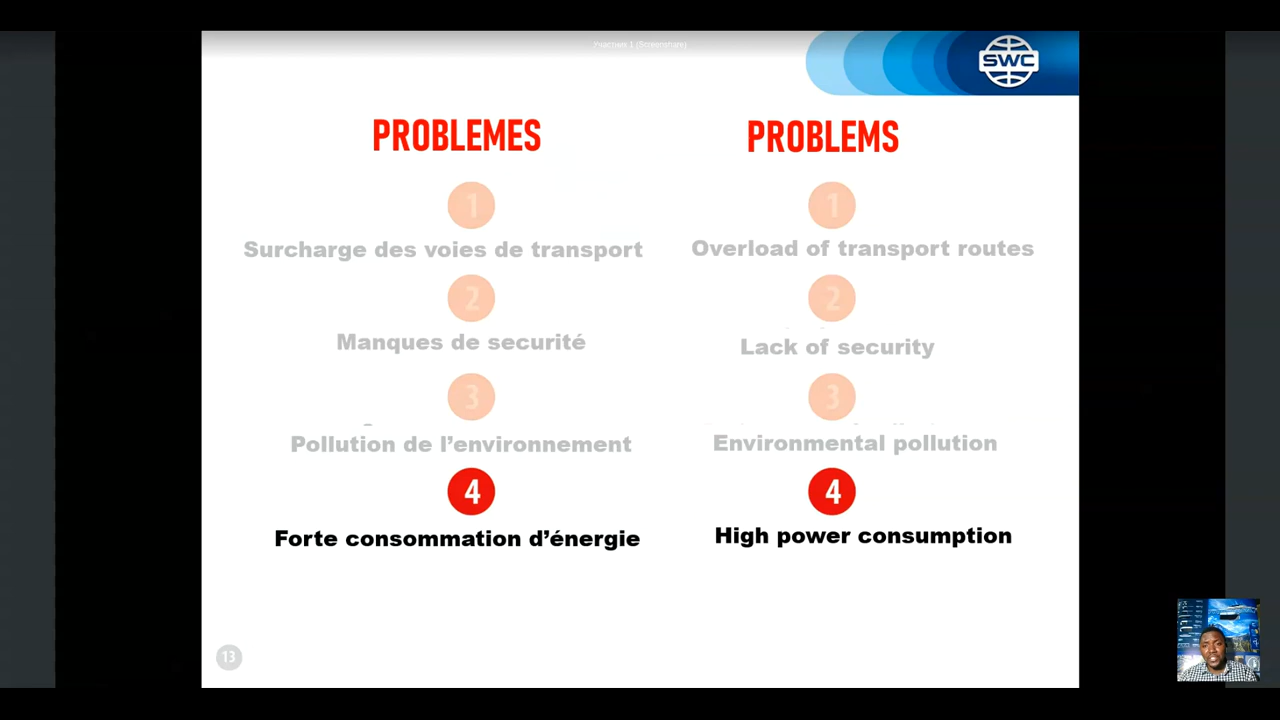 SWC
PROBLEMES
PROBLEMS
1
1
Surcharge des voies de transport
Overload of transport routes
2
2
Manques de securité
Lack of security
3
3
Pollution de l’environnement
Environmental pollution
4
4
Forte consommation d’énergie
High power consumption
13